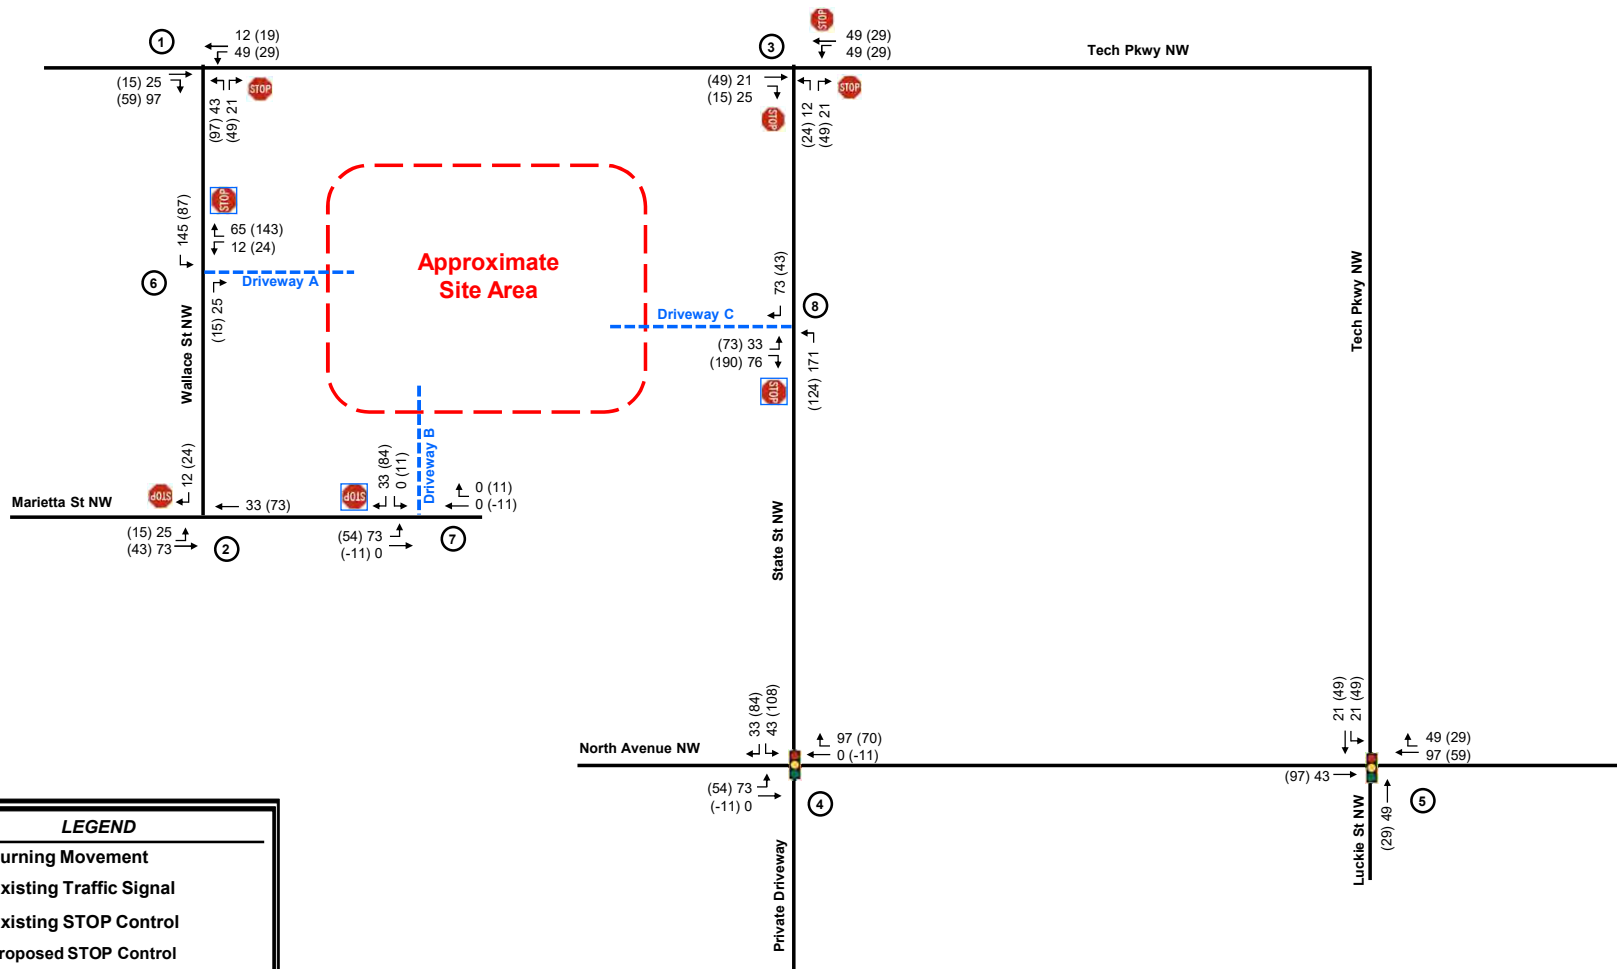 1
12 (19)
49 (29)
(15) 25
(59) 97
STOP
(97) 43
(49) 21
3
STOP
49 (29)
49 (29)
Tech Pkwy NW
(49) 21
(15) 25
STOP
STOP
(24) 12
(49) 21
145 (87)
STOP
65 (143)
12 (24)
6
Driveway A
(15) 25
Wallace St NW
Approximate
Site Area
73 (43)
8
Driveway C
(73) 33
(190) 76
STOP
(124) 171
Tech Pkwy NW
12 (24)
STOP
Marietta St NW
33 (73)
(15) 25
(43) 73
2
STOP
33 (84)
0 (11)
Driveway B
0 (11)
0 (-11)
(54) 73
(-11) 0
7
State St NW
33 (84)
43 (108)
North Avenue NW
97 (70)
0 (-11)
(54) 73
(-11) 0
4
Private Driveway
21 (49)
21 (49)
49 (29)
97 (59)
(97) 43
(29) 49
5
Luckie St NW
LEGEND
urning Movement
xisting Traffic Signal
xisting STOP Control
roposed STOP Control